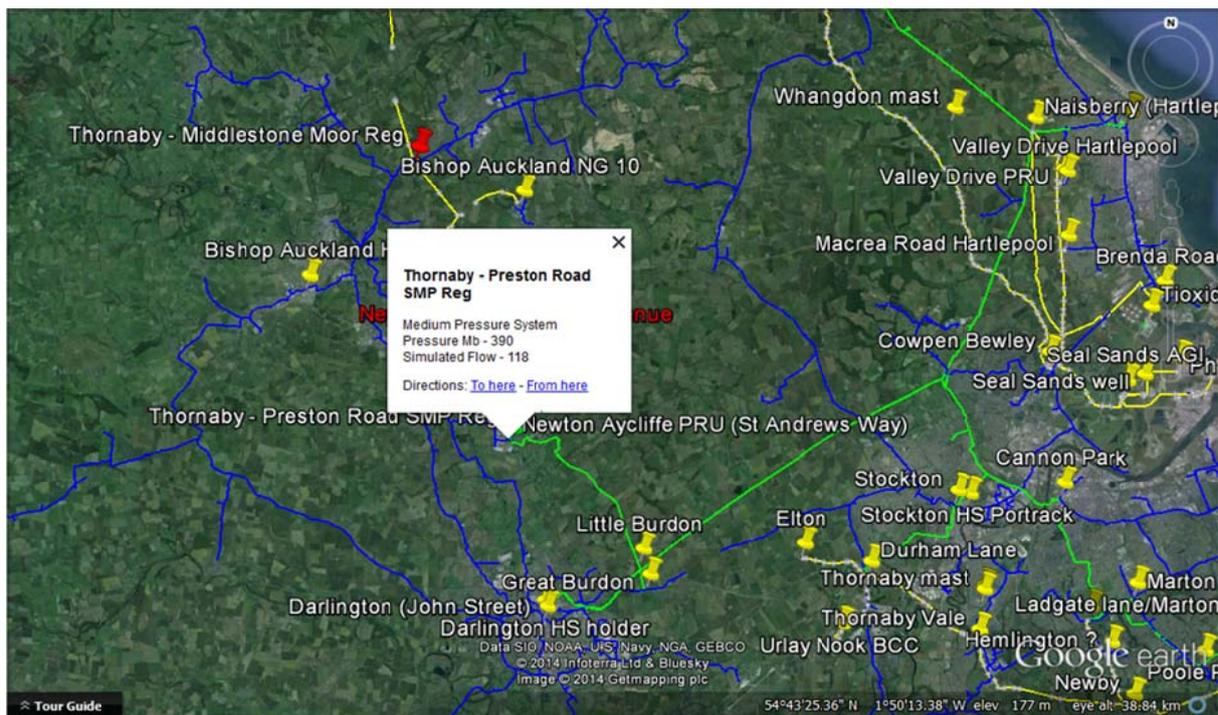 N
Whangdon mast
Naisberry (Hartlep
Thornaby - Middlestone Moor Reg
Valley Drive Hartlepool
Bishop Auckland NG 10
Valley Drive PRU
Macrea Road Hartlepool
Bishop Auckland H
Brenda Road
Thornaby - Preston Road
SMP Reg
Medium Pressure System
Pressure Mb - 390
Simulated Flow - 118
Directions: To here - From here
Tioxid
Ne
nue
Cowpen Bewley
Seal Sands AGI
Ph
Seal Sands well
Thornaby - Preston Road SMP Reg
Newton Aycliffe PRU (St Andrews Way)
Cannon Park
Stockton
Stockton HS Portrack
Little Burdon
Elton
Durham Lane
Great Burdon
Thornaby mast
Marton
Darlington (John Street)
Ladgate lane/Marton
Darlington HS holder
Thornaby Vale
Urlay Nook BCC
Hemlington ?
Data SIO, NOAA, U.S. Navy, NGA, GEBCO
© 2014 Infoterra Ltd & Bluesky
Image © 2014 Getmapping plc
Google earth
Poole
Newby
Tour Guide
54°43'25.36" N 1°50'13.38" W elev 177 m eye alt 38.84 km